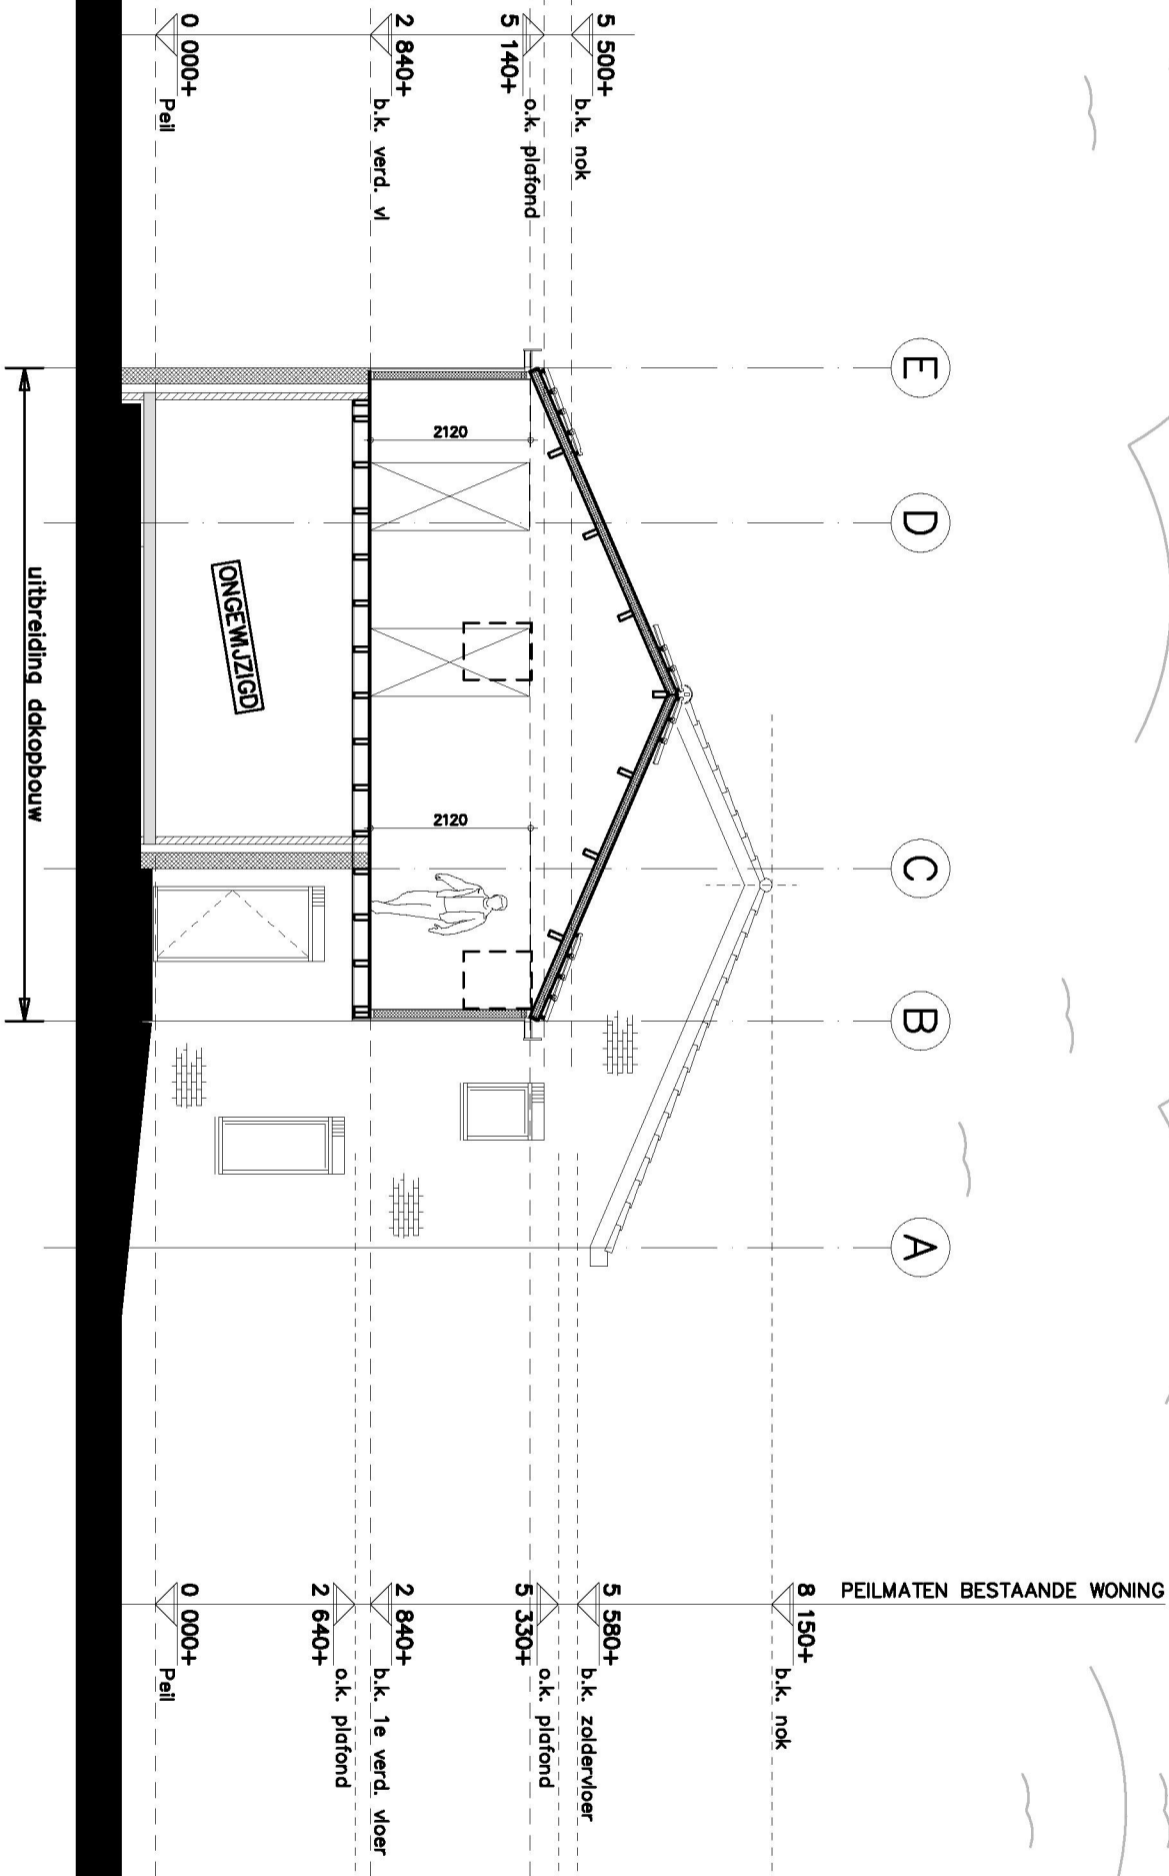 E
D
C
B
A
PEILMATEN BESTAANDE WONING
5 500+
b.k. nok
5 140+
o.k. plafond
2 840+
b.k. verd. vl
0 000+
Peil
8 150+
b.k. nok
5 580+
b.k. zoldervloer
5 330+
o.k. plafond
2 840+
b.k. 1e verd. vloer
2 640+
o.k. plafond
0 000+
Peil
2120
2120
ONGEWIJZIGD
uitbreiding dakopbouw